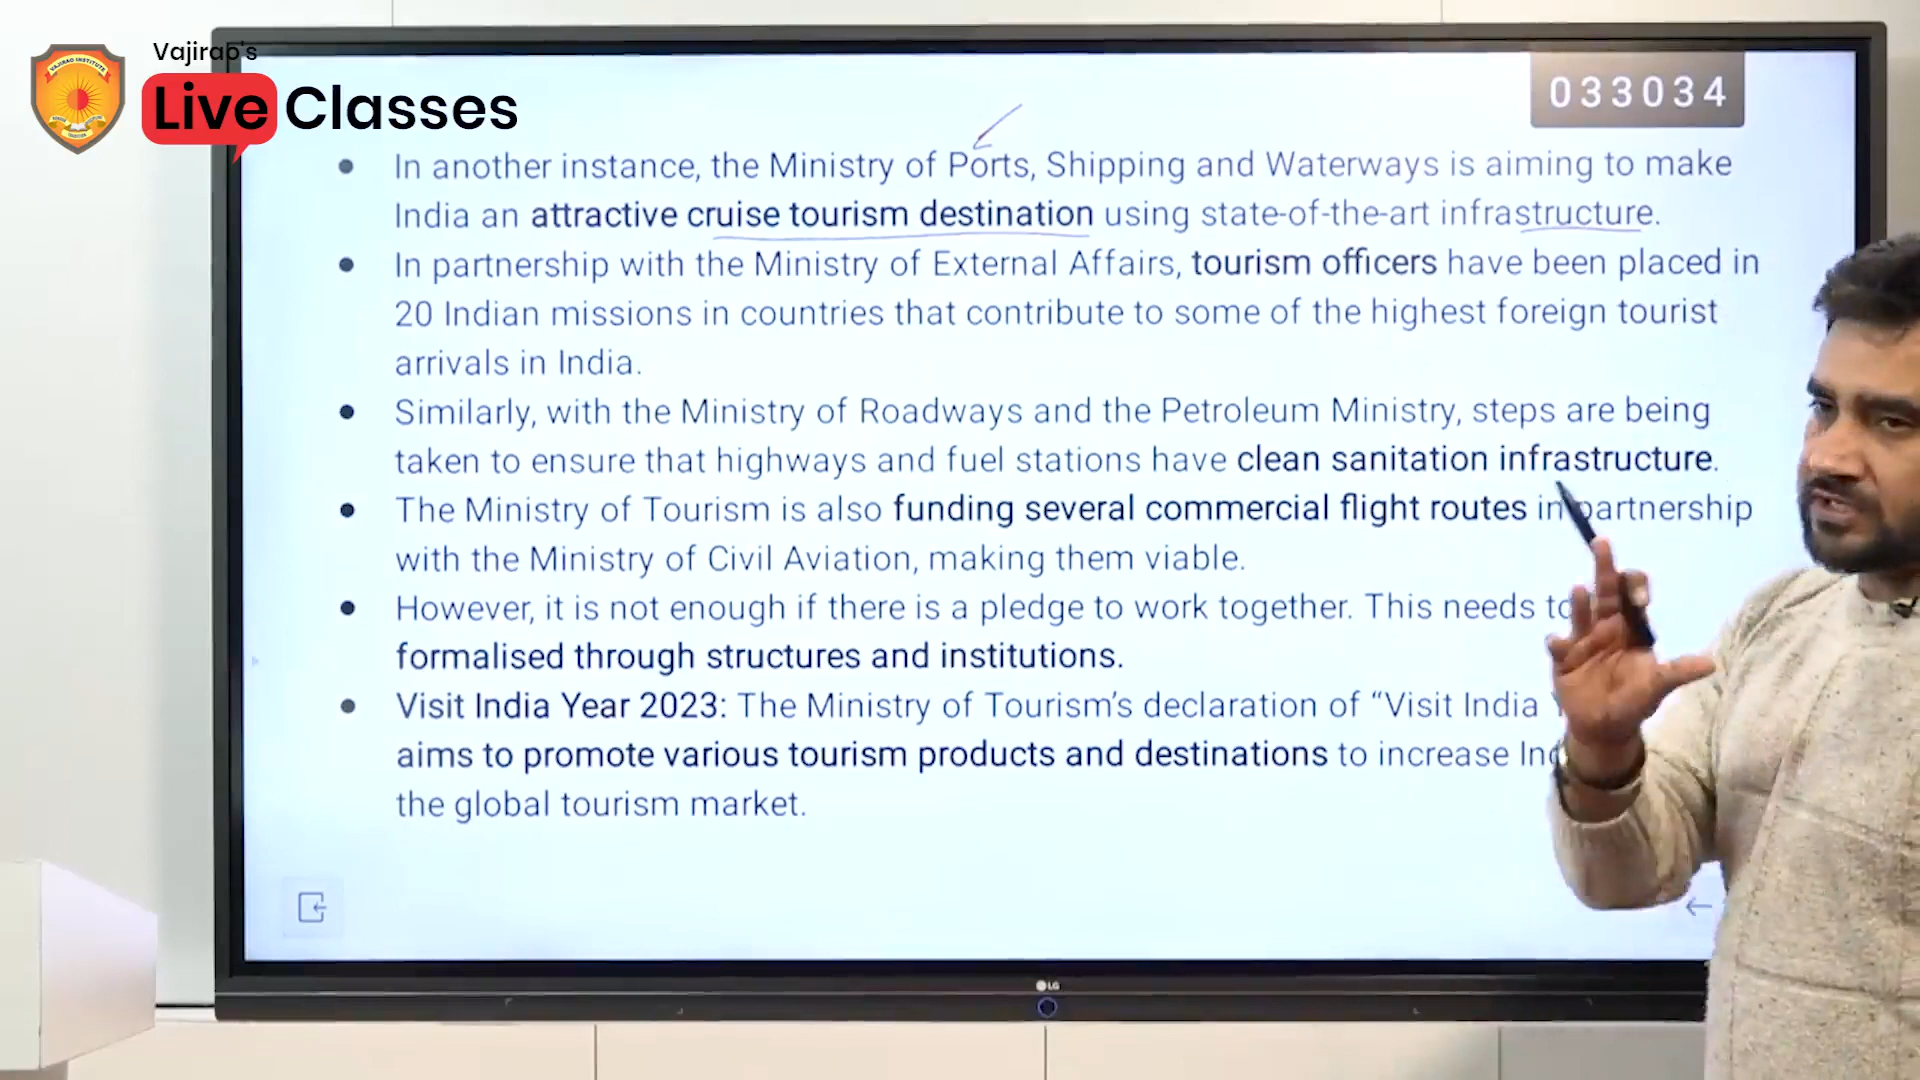 Vajirao's
Live Classes
VAJIRAO INSTITUTE
033034
In another instance, the Ministry of Ports, Shipping and Waterways is aiming to make
India an attractive cruise tourism destination using state-of-the-art infrastructure.
In partnership with the Ministry of External Affairs, tourism officers have been placed in
20 Indian missions in countries that contribute to some of the highest foreign tourist
arrivals in India.
Similarly, with the Ministry of Roadways and the Petroleum Ministry, steps are being
taken to ensure that highways and fuel stations have clean sanitation infrastructure.
The Ministry of Tourism is also funding several commercial flight routes in partnership
with the Ministry of Civil Aviation, making them viable.
However, it is not enough if there is a pledge to work together. This needs to
formalised through structures and institutions.
Visit India Year 2023: The Ministry of Tourism's declaration of "Visit India
aims to promote various tourism products and destinations to increase
the global tourism market.
LG